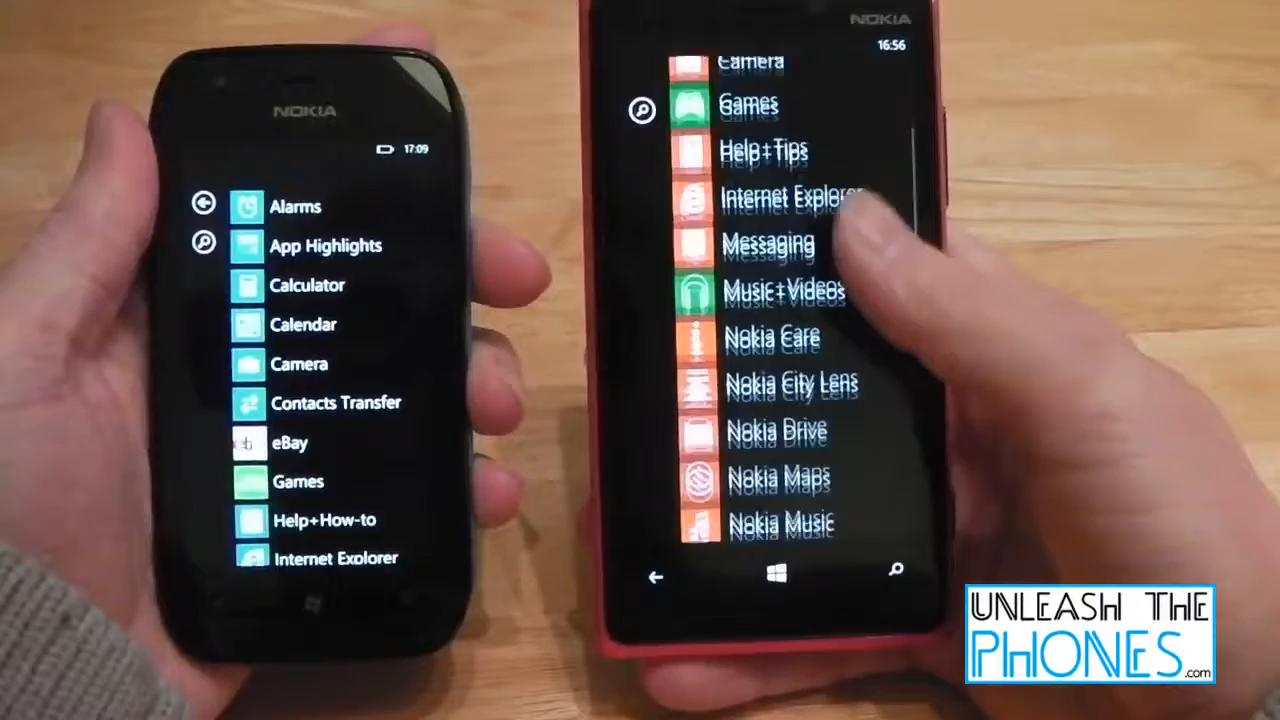 NOKIA
17:09
Alarms
App Highlights
Calculator
Calendar
Camera
Contacts Transfer
eBay
Games
Help+How-to
Internet Explorer
NOKIA
16:56
Camera
Games
Help+Tips
Internet Explorer
Messaging
Music+Videos
Nokia Care
Nokia City Lens
Nokia Drive
Nokia Maps
Nokia Music
UNLEASH THE
PHONES.com